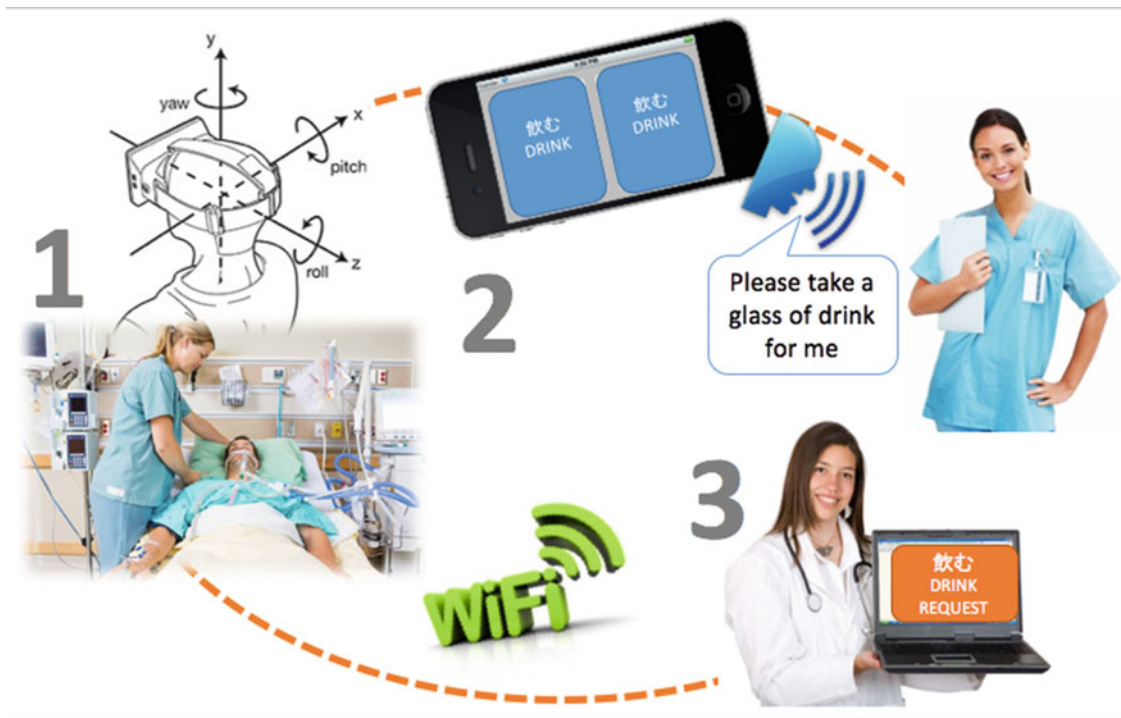 y
yaw
x
pitch
z
roll
1
飲む
DRINK
飲む
DRINK
2
Please take a
glass of drink
for me
WiFi
3
飲む
DRINK
REQUEST